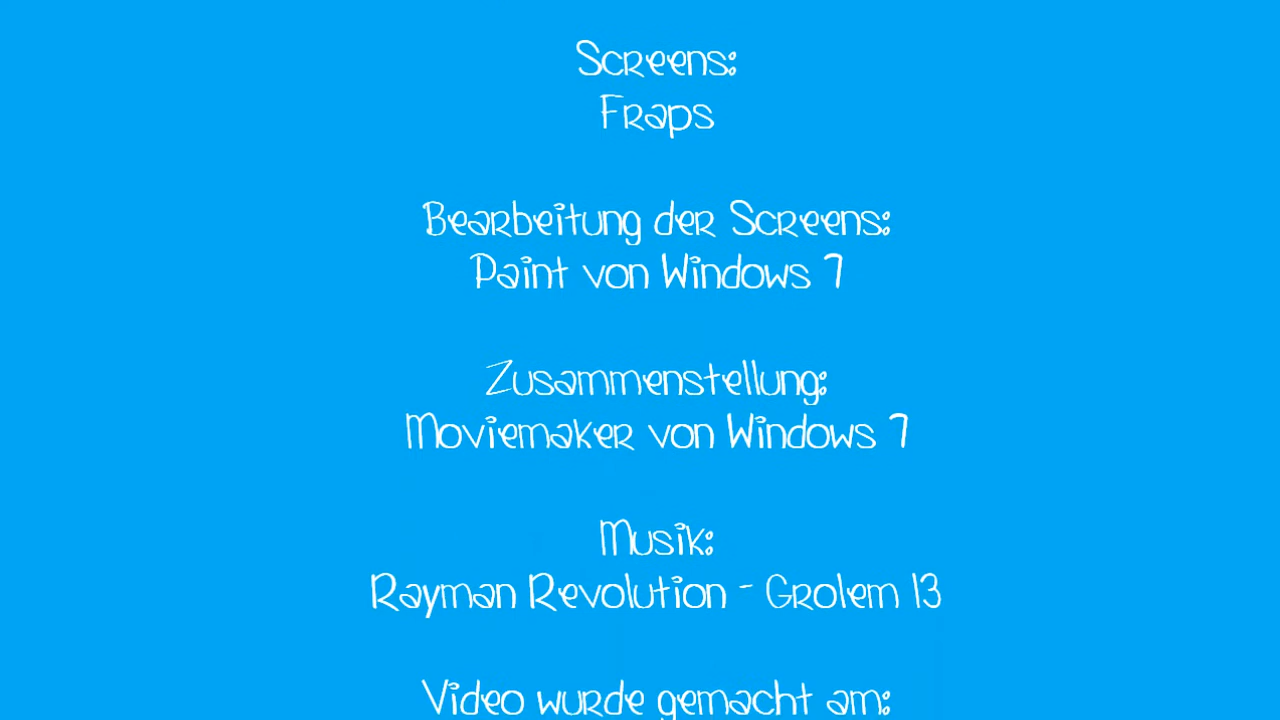 Screens:
Fraps
Bearbeitung der Screens:
Paint von Windows 7
Zusammenstellung:
Moviemaker von Windows 7
Musik:
Rayman Revolution - Grolem 13
Video wurde gemacht am: